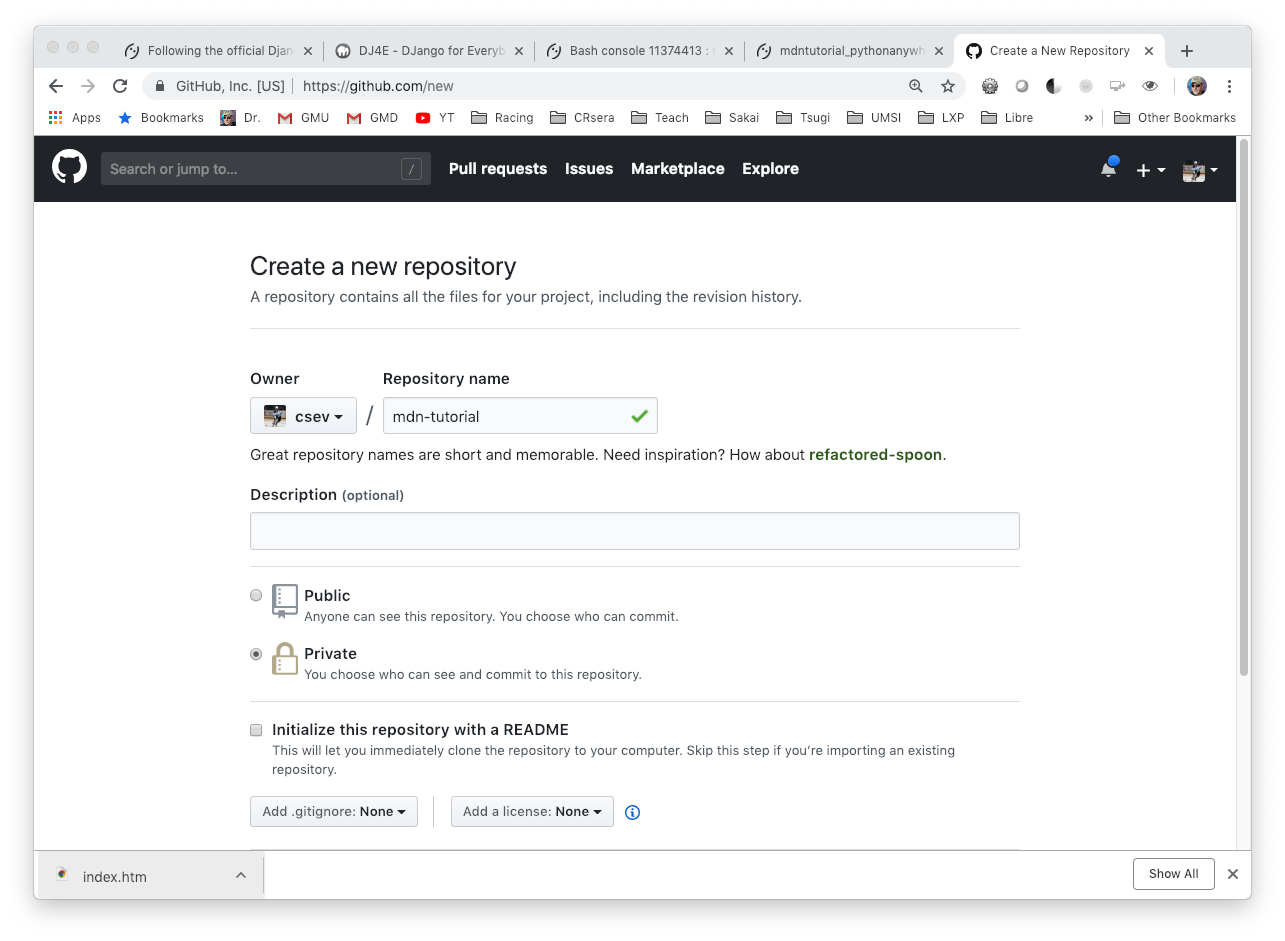 Following the official Djan
DJ4E - DJango for Everyb
Bash console 11374413 :
mdntutorial_pythonanywh
Create a New Repository
GitHub, Inc. [US]
https://github.com/new
Apps
Bookmarks
Dr.
GMU
GMD
YT
Racing
CRsera
Teach
Sakai
Tsugi
UMSI
LXP
Libre
»
Other Bookmarks
Search or jump to...
/
Pull requests
Issues
Marketplace
Explore
Create a new repository
A repository contains all the files for your project, including the revision history.
Owner
Repository name
csev
/
mdn-tutorial
Great repository names are short and memorable. Need inspiration? How about refactored-spoon.
Description (optional)
Public
Anyone can see this repository. You choose who can commit.
Private
You choose who can see and commit to this repository.
Initialize this repository with a README
This will let you immediately clone the repository to your computer. Skip this step if you’re importing an existing
repository.
Add .gitignore: None
Add a license: None
index.htm
Show All